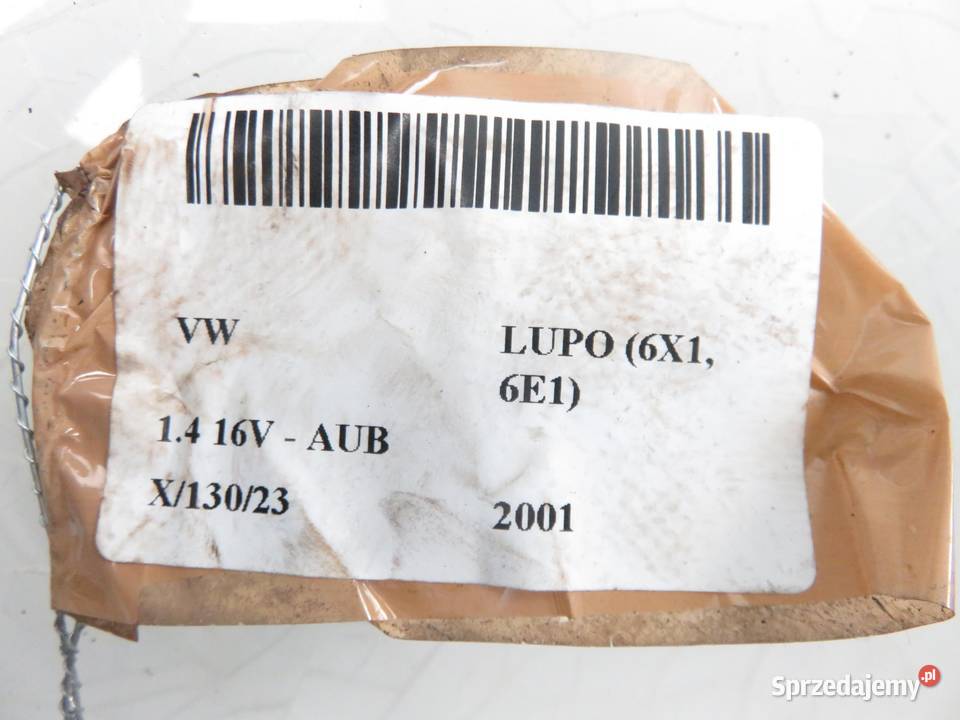 VW
LUPO (6X1,
6E1)
1.4 16V - AUB
X/130/23
2001
Sprzedajemy.pl